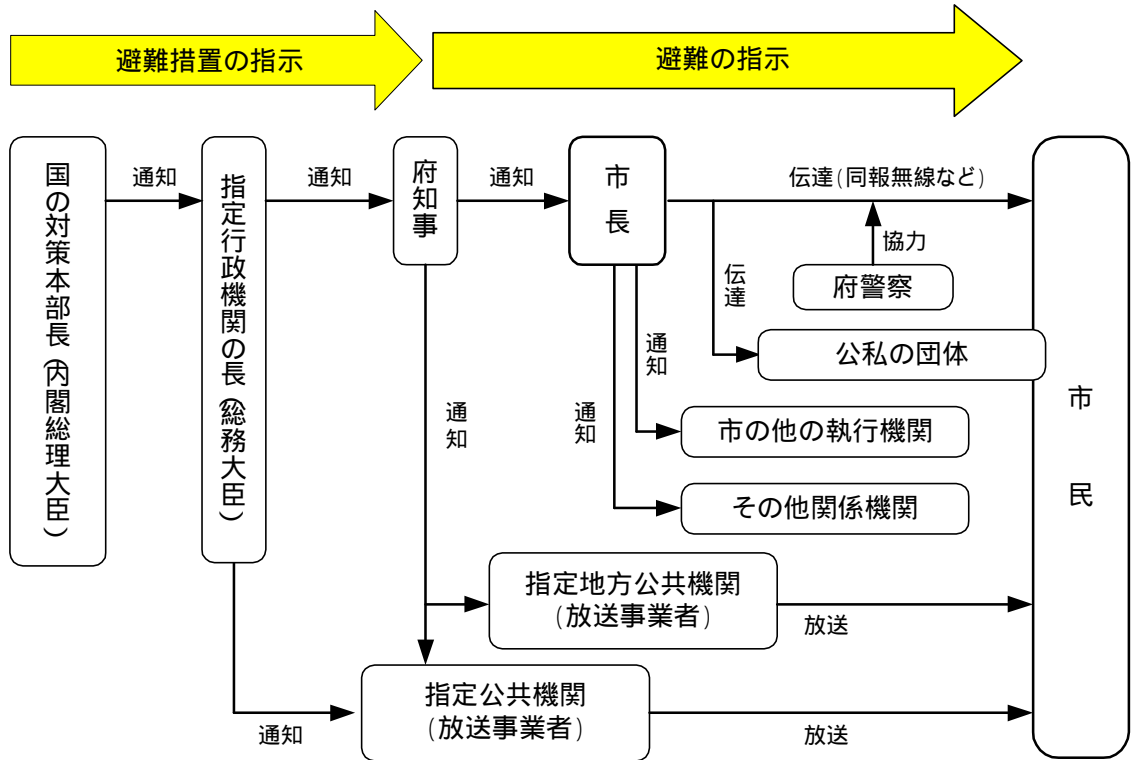 避難措置の指示
避難の指示
国の対策本部長(内閣総理大臣)
通知
指定行政機関の長(総務大臣)
通知
府知事
通知
市長
伝達(同報無線など)
協力
府警察
伝達
公私の団体
通知
市の他の執行機関
通知
その他関係機関
通知
指定地方公共機関
(放送事業者)
放送
通知
指定公共機関
(放送事業者)
放送
市民